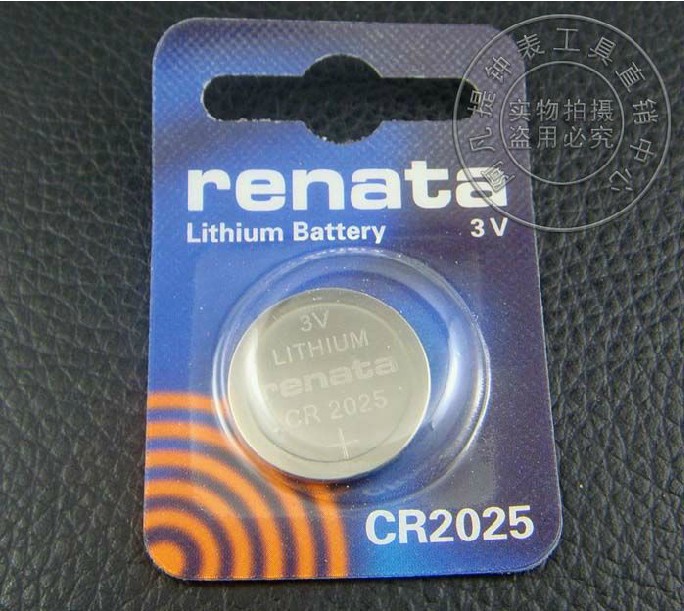 钟表工具直销中心
实物拍摄
盗用必究
renata
Lithium Battery 3V
3V
LITHIUM
renata
CR 2025
+
CR2025